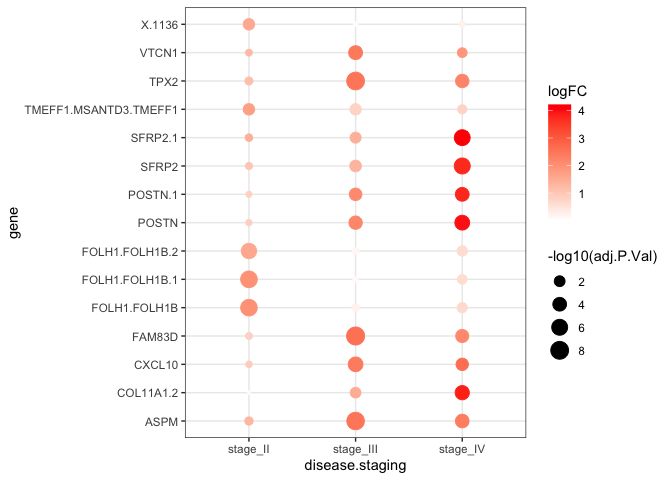 X.1136
VTCN1
TPX2
TMEFF1.MSANTD3.TMEFF1
SFRP2.1
SFRP2
POSTN.1
POSTN
FOLH1.FOLH1B.2
FOLH1.FOLH1B.1
FOLH1.FOLH1B
FAM83D
CXCL10
COL11A1.2
ASPM
gene
stage_II
stage_III
stage_IV
disease.staging
logFC
4
3
2
1
-log10(adj.P.Val)
2
4
6
8